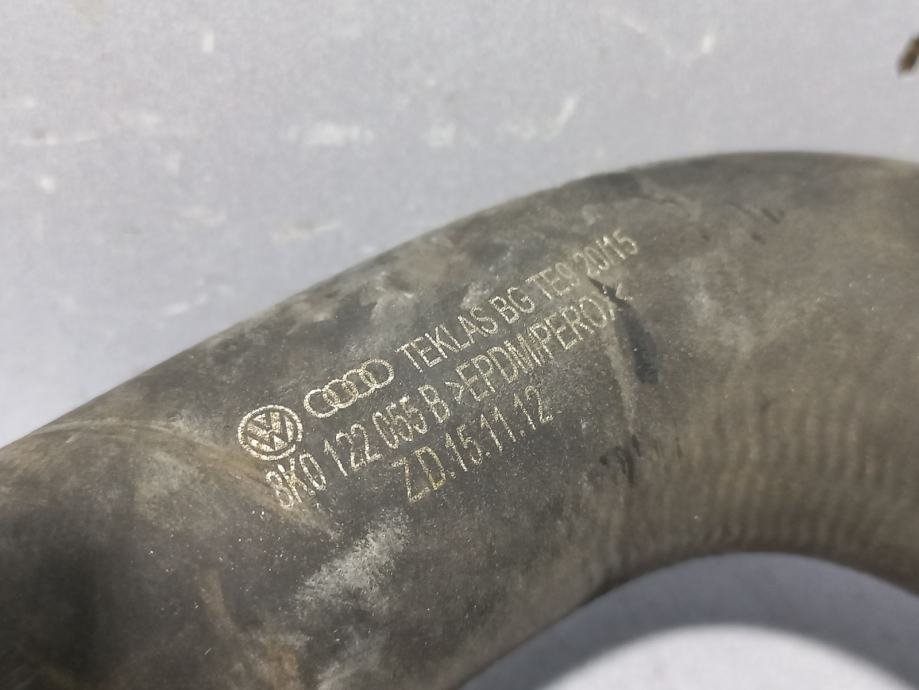 TEKLAS BG TE9 20/15
8K0 122 055 B >EPDM/PEROX<
ZD.15.11.12